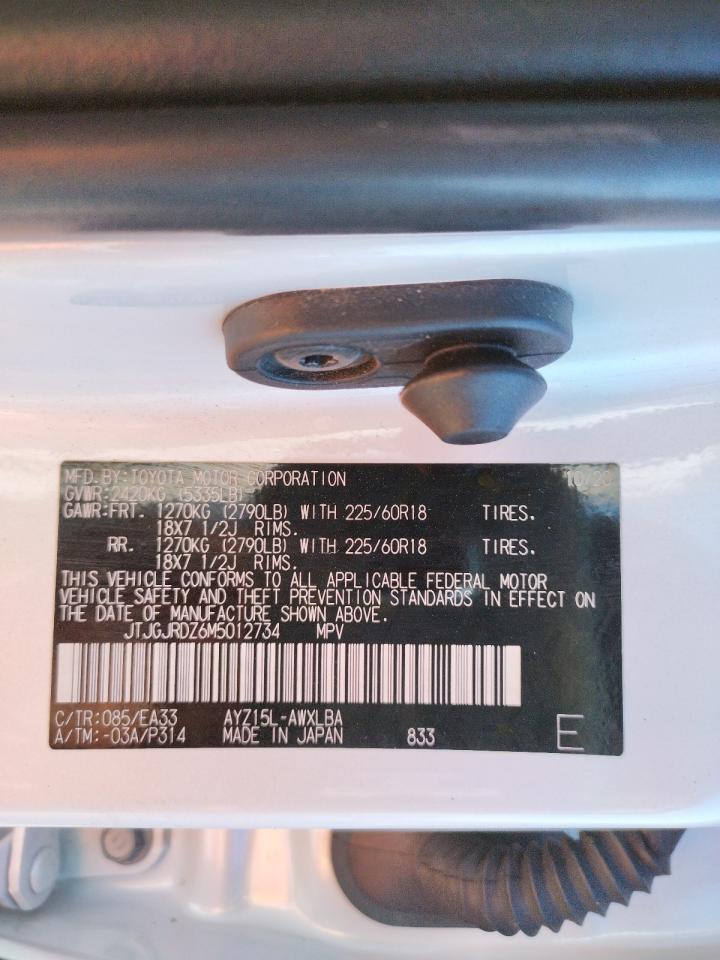 MFD.BY:TOYOTA MOTOR CORPORATION 10/20
GVWR:2420KG (5335LB)
GAWR:FRT. 1270KG (2790LB) WITH 225/60R18 TIRES.
18X7 1/2J RIMS.
RR. 1270KG (2790LB) WITH 225/60R18 TIRES.
18X7 1/2J RIMS.
THIS VEHICLE CONFORMS TO ALL APPLICABLE FEDERAL MOTOR
VEHICLE SAFETY AND THEFT PREVENTION STANDARDS IN EFFECT ON
THE DATE OF MANUFACTURE SHOWN ABOVE.
JTJGJRDZ6M5012734 MPV
C/TR:085/EA33 AYZ15L-AWXLBA
A/TM:-03A/P314 MADE IN JAPAN 833 E